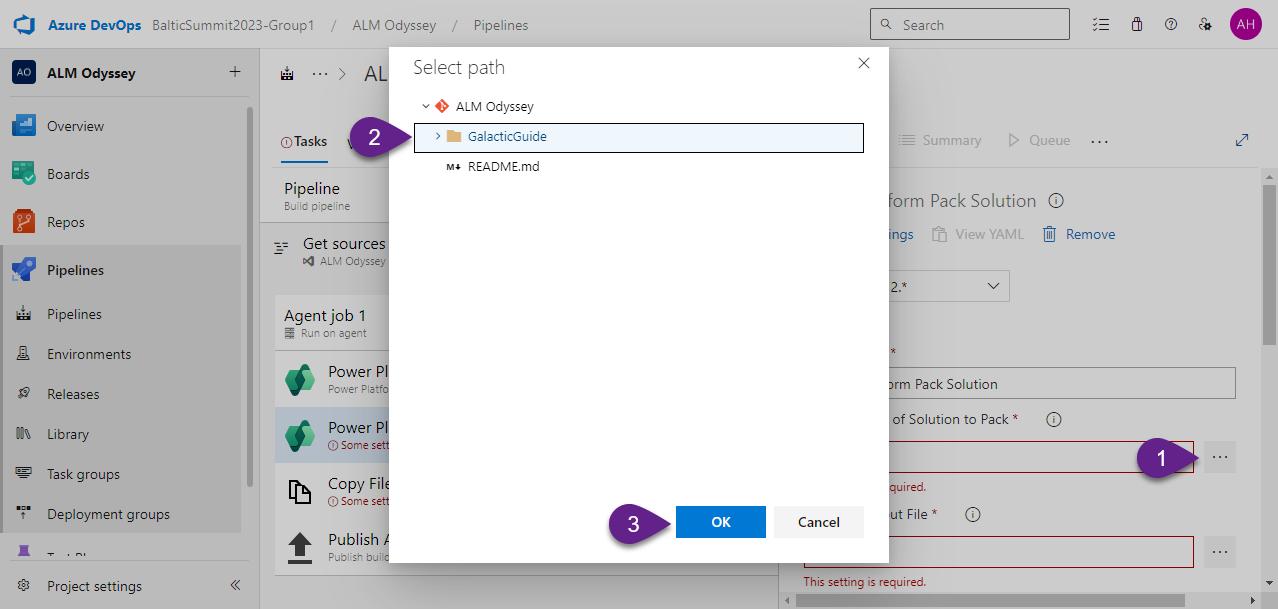 Azure DevOps BalticSummit2023-Group1 / ALM Odyssey / Pipelines
Search
AH
AO ALM Odyssey
Overview
Boards
Repos
Pipelines
Pipelines
Environments
Releases
Library
Task groups
Deployment groups
Project settings
AL
Tasks
Summary
Queue
Pipeline
Build pipeline
Get sources
ALM Odyssey
Agent job 1
Run on agent
Power Pl
Power Platfo
Power Pl
Some sett
Copy File
Some sett
Publish A
Publish build
Select path
ALM Odyssey
2
GalacticGuide
README.md
3
OK
Cancel
form Pack Solution
ings
View YAML
Remove
2.*
*
orm Pack Solution
of Solution to Pack *
1
quired.
ut File *
This setting is required.